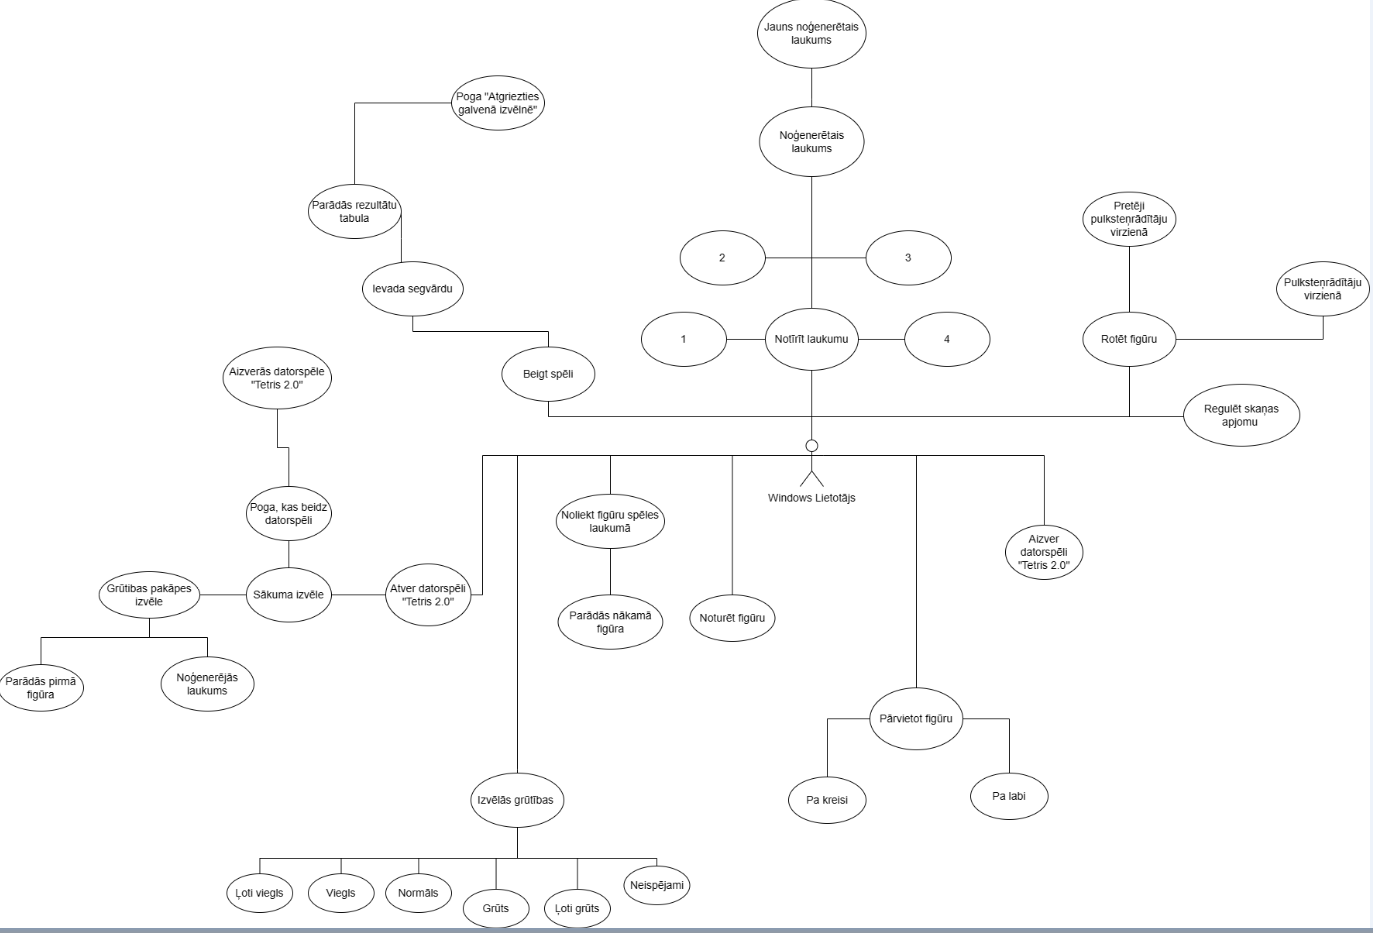 Jauns noģenerētais
laukums
Poga "Atgriezties
galvenā izvēlnē"
Noģenerētais
laukums
Parādās rezultātu
tabula
Pretēji
pulksteņrādītāju
virzienā
2
3
Ievada segvārdu
Pulksteņrādītāju
virzienā
1
Notīrīt laukumu
4
Rotēt figūru
Aizverās datorspēle
"Tetris 2.0"
Beigt spēli
Regulēt skaņas
apjomu
Windows Lietotājs
Poga, kas beidz
datorspēli
Noliekt figūru spēles
laukumā
Aizver
datorspēli
"Tetris 2.0"
Grūtibas pakāpes
izvēle
Sākuma izvēle
Atver datorspēli
"Tetris 2.0"
Parādās nākamā
figūra
Noturēt figūru
Parādās pirmā
figūra
Noģenerējās
laukums
Pārvietot figūru
Izvēlās grūtības
Pa kreisi
Pa labi
Ļoti viegls
Viegls
Normāls
Grūts
Ļoti grūts
Neispējami